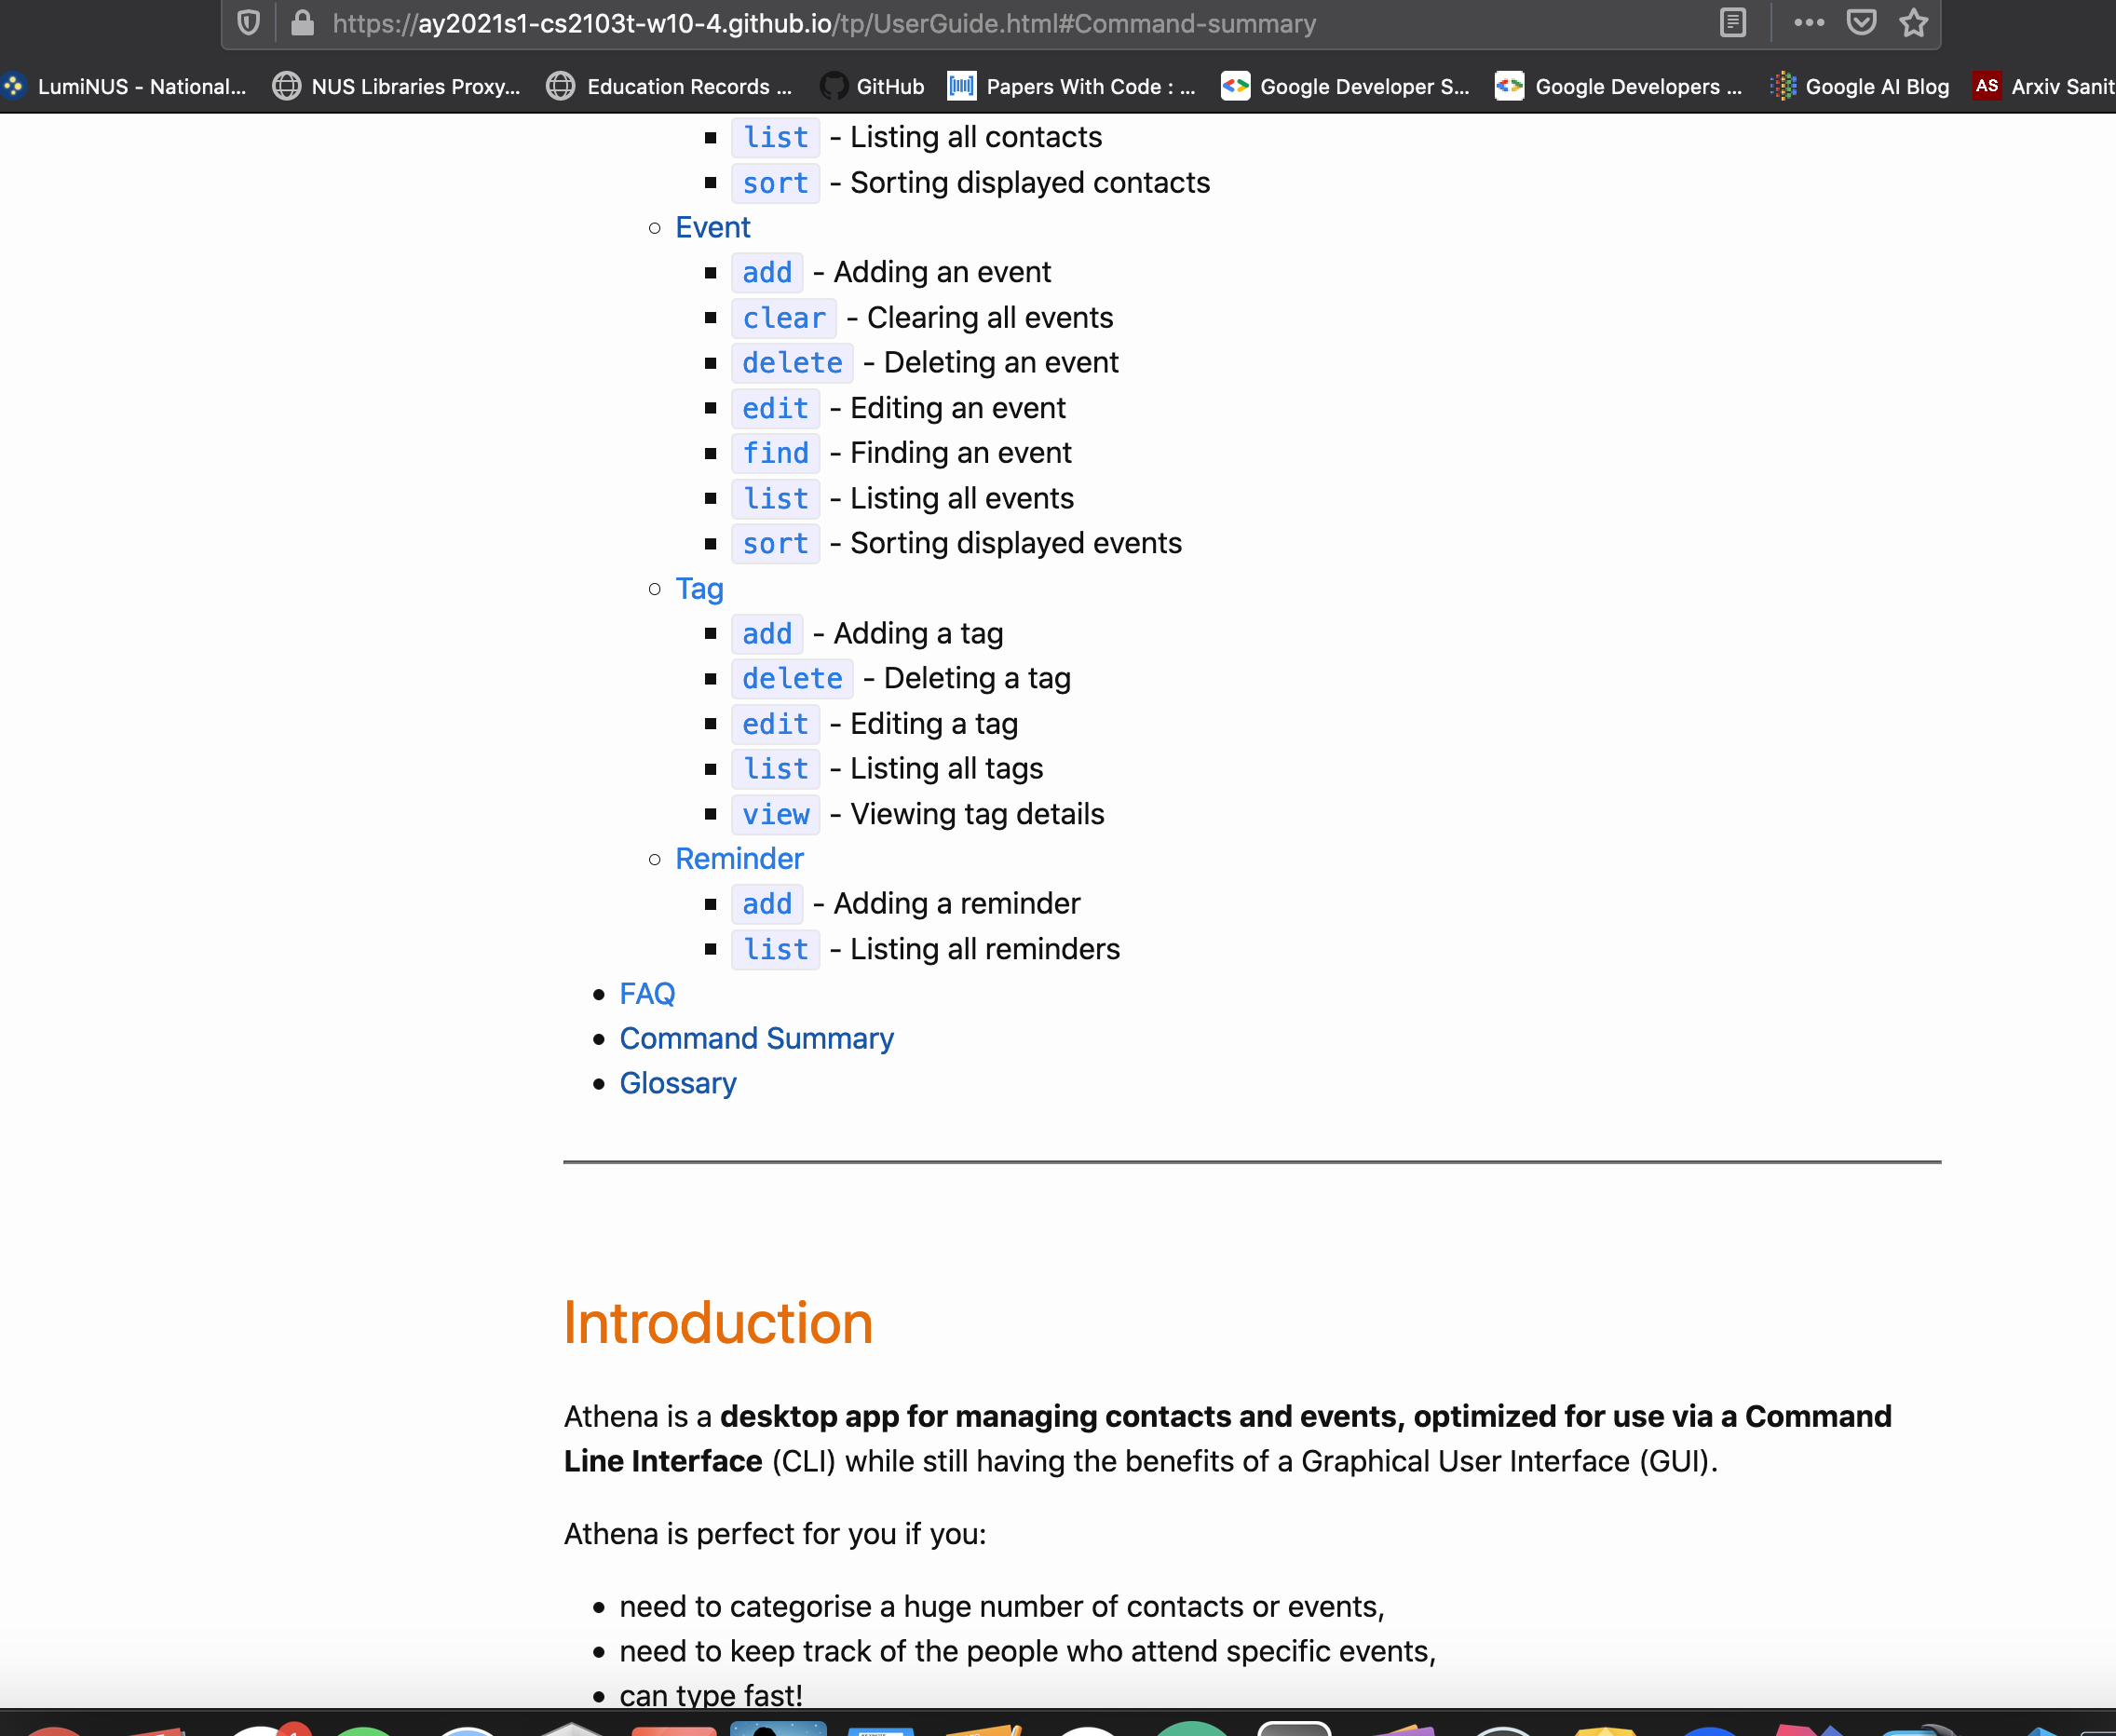 https://ay2021s1-cs2103t-w10-4.github.io/tp/UserGuide.html#Command-summary
LumiNUS - National... NUS Libraries Proxy... Education Records ... GitHub Papers With Code : ... Google Developer S... Google Developers ... Google AI Blog AS Arxiv Sanit
list - Listing all contacts
sort - Sorting displayed contacts
Event
add - Adding an event
clear - Clearing all events
delete - Deleting an event
edit - Editing an event
find - Finding an event
list - Listing all events
sort - Sorting displayed events
Tag
add - Adding a tag
delete - Deleting a tag
edit - Editing a tag
list - Listing all tags
view - Viewing tag details
Reminder
add - Adding a reminder
list - Listing all reminders
FAQ
Command Summary
Glossary
Introduction
Athena is a desktop app for managing contacts and events, optimized for use via a Command
Line Interface (CLI) while still having the benefits of a Graphical User Interface (GUI).
Athena is perfect for you if you:
need to categorise a huge number of contacts or events,
need to keep track of the people who attend specific events,
can type fast!